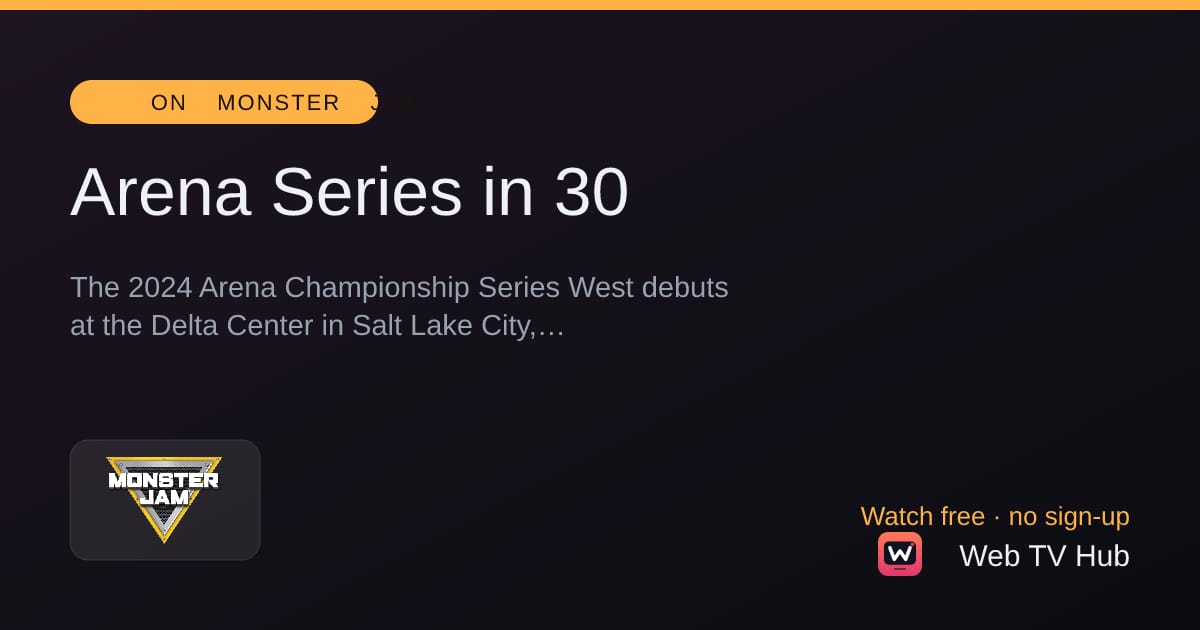 ON MONSTER JAM
Arena Series in 30
The 2024 Arena Championship Series West debuts
at the Delta Center in Salt Lake City,…
MONSTER
JAM
Watch free · no sign-up
W
Web TV Hub